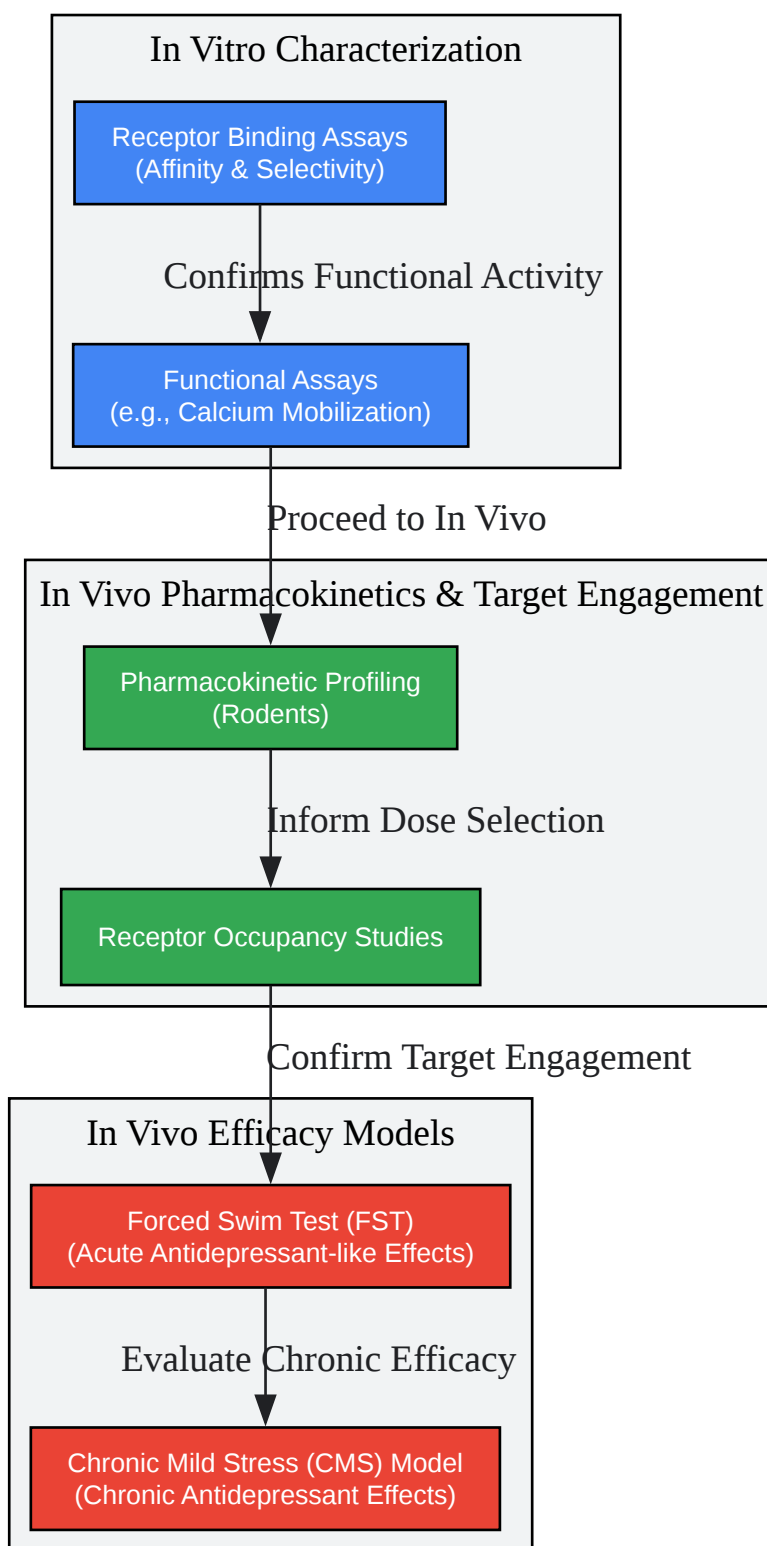 In Vitro Characterization
Receptor Binding Assays
(Affinity & Selectivity)
Confirms Functional Activity
Functional Assays
(e.g., Calcium Mobilization)
Proceed to In Vivo
In Vivo Pharmacokinetics & Target Engagement
Pharmacokinetic Profiling
(Rodents)
Inform Dose Selection
Receptor Occupancy Studies
Confirm Target Engagement
In Vivo Efficacy Models
Forced Swim Test (FST)
(Acute Antidepressant-like Effects)
Evaluate Chronic Efficacy
Chronic Mild Stress (CMS) Model
(Chronic Antidepressant Effects)